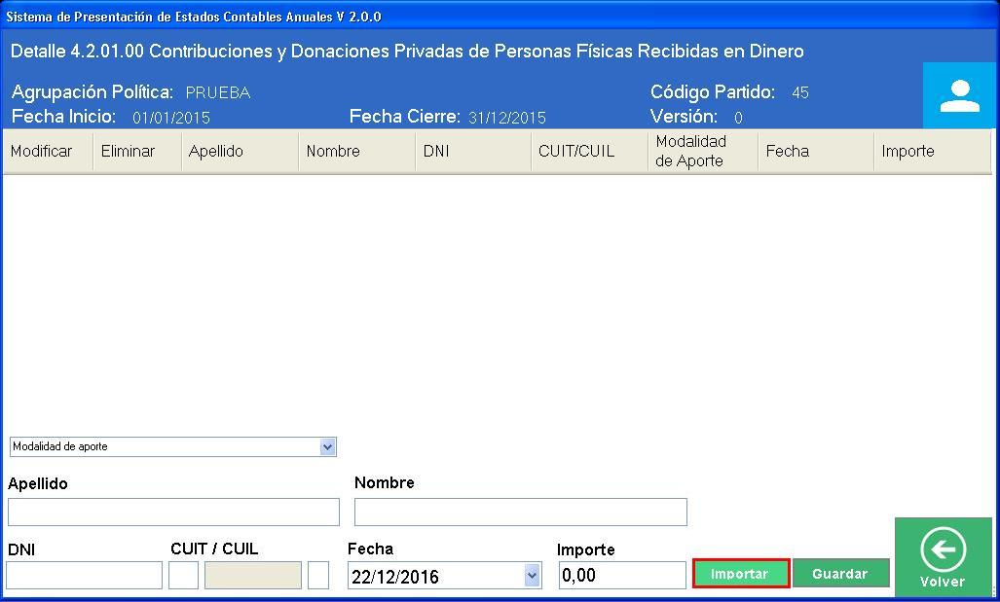 Sistema de Presentación de Estados Contables Anuales V 2.0.0
Detalle 4.2.01.00 Contribuciones y Donaciones Privadas de Personas Físicas Recibidas en Dinero
Agrupación Política: PRUEBA Código Partido: 45
Fecha Inicio: 01/01/2015 Fecha Cierre: 31/12/2015 Versión: 0
Modificar Eliminar Apellido Nombre DNI CUIT/CUIL Modalidad de Aporte Fecha Importe
Modalidad de aporte
Apellido Nombre
DNI CUIT / CUIL Fecha Importe
22/12/2016 0,00 Importar Guardar
Volver